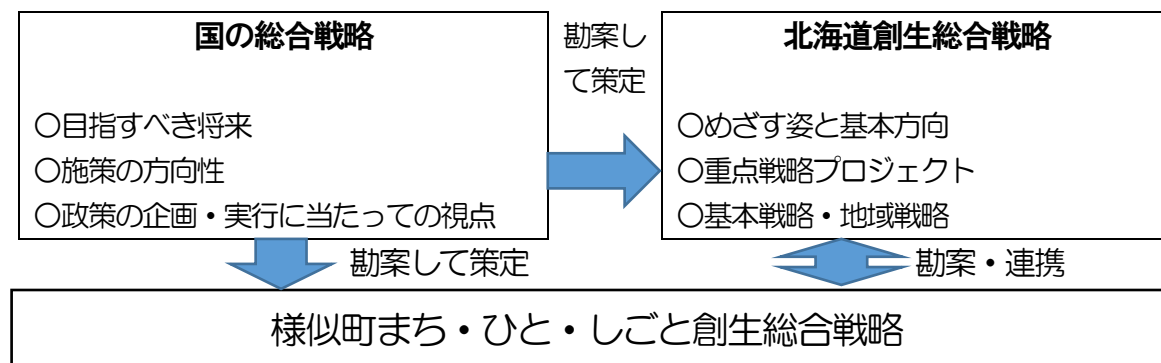 国の総合戦略
○目指すべき将来
○施策の方向性
○政策の企画・実行に当たっての視点
勘案し
て策定
北海道創生総合戦略
○めざす姿と基本方向
○重点戦略プロジェクト
○基本戦略・地域戦略
勘案して策定
勘案・連携
様似町まち・ひと・しごと創生総合戦略